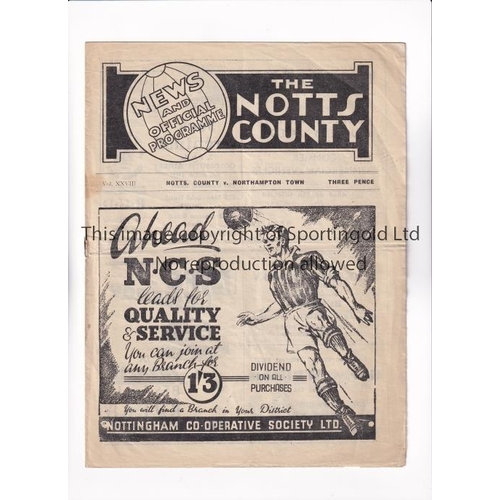 NEWS
AND
OFFICIAL
PROGRAMME
THE
NOTTS
COUNTY
Vol. XXVIII
NOTTS. COUNTY v. NORTHAMPTON TOWN
THREE PENCE
This image copyright of Sportingold Ltd
No reproduction allowed
Ahead
N.C.S
leads for
QUALITY
& SERVICE
You can join at
any Branch for
1'3
DIVIDEND
ON ALL
PURCHASES
You will find a Branch in Your District
NOTTINGHAM CO-OPERATIVE SOCIETY LTD.